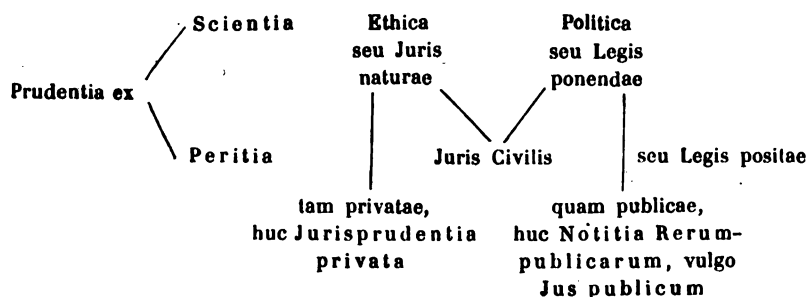 Scientia Ethica Politica
seu Juris seu Legis
naturae ponendae
Prudentia ex
Peritia Juris Civilis seu Legis positae
tam privatae, quam publicae,
huc Jurisprudentia huc Notitia Rerum-
privata publicarum, vulgo
Jus publicum